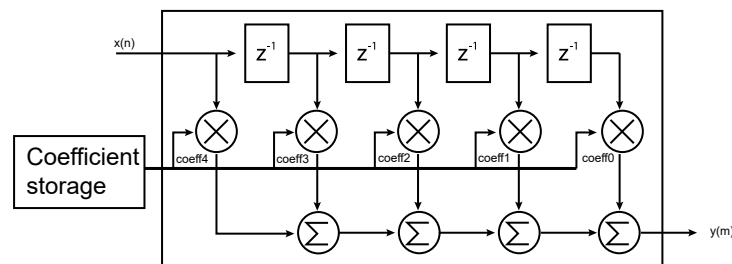 x(n)
z-1
z-1
z-1
z-1
Coefficient
storage
coeff4
coeff3
coeff2
coeff1
coeff0
Σ
Σ
Σ
Σ
y(m)